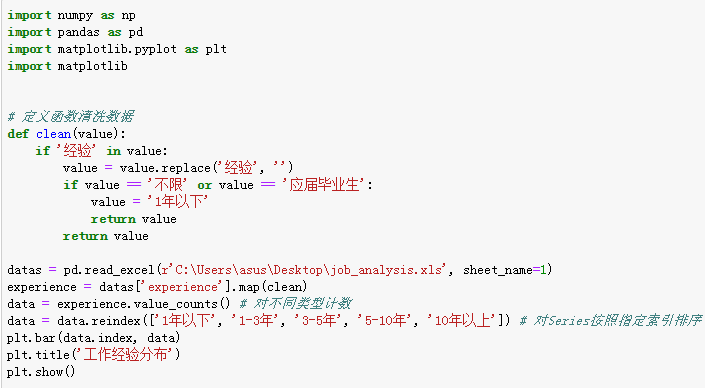 import numpy as np
import pandas as pd
import matplotlib.pyplot as plt
import matplotlib
# 定义函数清洗数据
def clean(value):
    if '经验' in value:
        value = value.replace('经验', '')
        if value == '不限' or value == '应届毕业生':
            value = '1年以下'
            return value
        return value
datas = pd.read_excel(r'C:\Users\asus\Desktop\job_analysis.xls', sheet_name=1)
experience = datas['experience'].map(clean)
data = experience.value_counts() # 对不同类型计数
data = data.reindex(['1年以下', '1-3年', '3-5年', '5-10年', '10年以上']) # 对Series按照指定索引排序
plt.bar(data.index, data)
plt.title('工作经验分布')
plt.show()